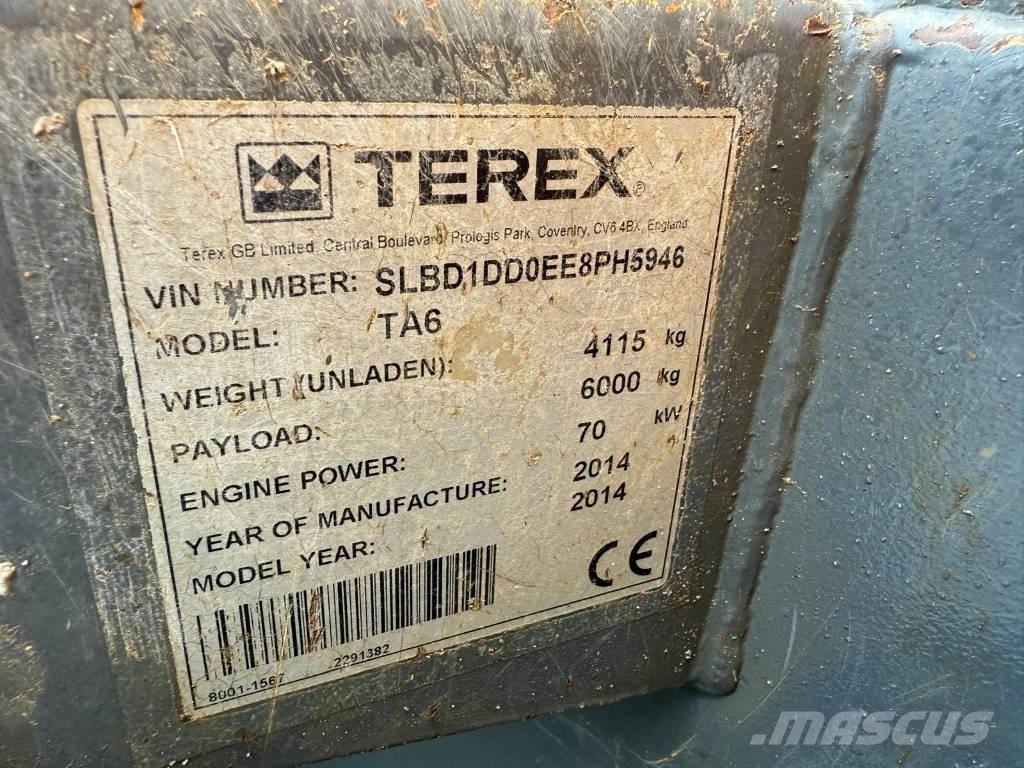 TEREX®
Terex GB Limited, Central Boulevard, Prologis Park, Coventry, CV6 4BX, England
VIN NUMBER: SLBD1DD0EE8PH5946
MODEL: TA6
WEIGHT (UNLADEN): 4115 kg
PAYLOAD: 6000 kg
ENGINE POWER: 70 kW
YEAR OF MANUFACTURE: 2014
MODEL YEAR: 2014
CE
8001-1567 2291382
MASCUS